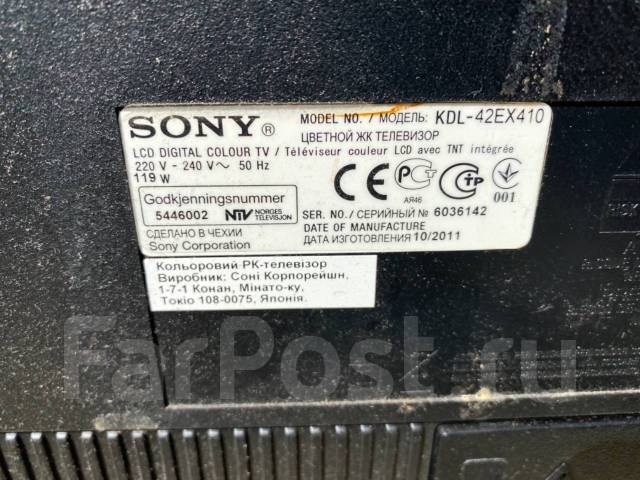 SONY®
MODEL NO. / МОДЕЛЬ: KDL-42EX410
ЦВЕТНОЙ ЖК ТЕЛЕВИЗОР
LCD DIGITAL COLOUR TV / Téléviseur couleur LCD avec TNT intégrée
220 V - 240 V~ 50 Hz
119 W
Godkjenningsnummer
5446002 NTV NORGES TELEVISJON
CE PCT СТР
АЯ46 001
SER. NO./ СЕРИЙНЫЙ № 6036142
СДЕЛАНО В ЧЕХИИ
Sony Corporation
DATE OF MANUFACTURE
ДАТА ИЗГОТОВЛЕНИЯ 10/2011
Кольоровий РК-телевізор
Виробник: Соні Корпорейшн,
1-7-1 Конан, Мінато-ку,
Токіо 108-0075, Японія.
FarPost.ru